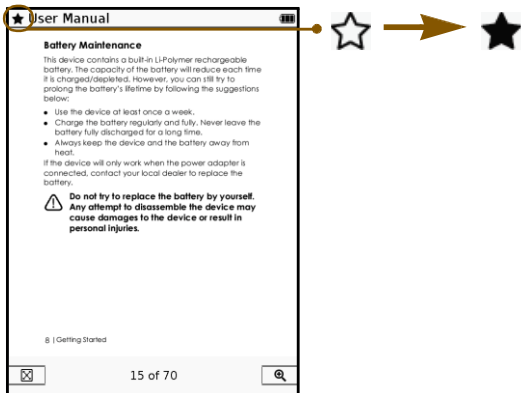 User Manual
Battery Maintenance
This device contains a built-in Li-Polymer rechargeable
battery. The capacity of the battery will reduce each time
it is charged/depleted. However, you can still try to
prolong the battery's lifetime by following the suggestions
below:
• Use the device at least once a week.
• Charge the battery regularly and fully. Never leave the
battery fully discharged for a long time.
• Always keep the device and the battery away from
heat.
If the device will only work when the power adapter is
connected, contact your local dealer to replace the
battery.
Do not try to replace the battery by yourself.
Any attempt to disassemble the device may
cause damages to the device or result in
personal injuries.
8 | Getting Started
15 of 70